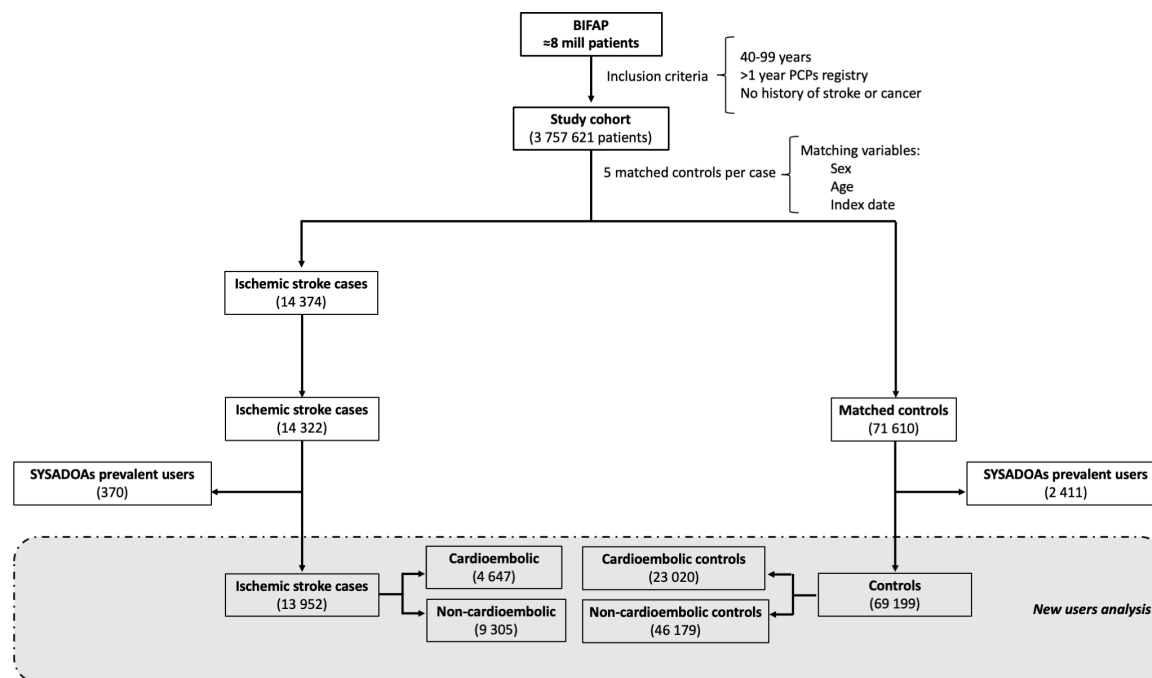 BIFAP
≈8 mill patients
Inclusion criteria
40-99 years
>1 year PCPs registry
No history of stroke or cancer
Study cohort
(3 757 621 patients)
5 matched controls per case
Matching variables:
Sex
Age
Index date
Ischemic stroke cases
(14 374)
Ischemic stroke cases
(14 322)
Matched controls
(71 610)
SYSADOAs prevalent users
(370)
SYSADOAs prevalent users
(2 411)
Ischemic stroke cases
(13 952)
Cardioembolic
(4 647)
Non-cardioembolic
(9 305)
Cardioembolic controls
(23 020)
Non-cardioembolic controls
(46 179)
Controls
(69 199)
New users analysis